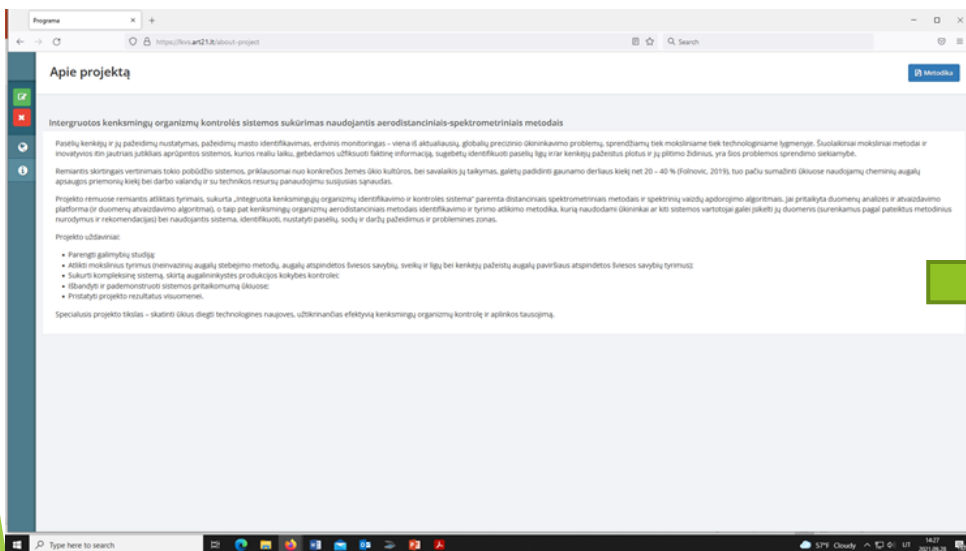 Programa
https://kvs.art21.lt/about-project
Search
Apie projektą
Metodika
Intergruotos kenksmingų organizmų kontrolės sistemos sukūrimas naudojantis aerodistanciniais-spektrometriniais metodais
Pasėlių kenkėjų ir jų pažeidimų nustatymas, pažeidimų masto identifikavimas, erdvinis monitoringas – viena iš aktualiausių, globalių precizinio ūkininkavimo problemų, sprendžiamų tiek moksliniame tiek technologiniame lygmenyje. Šiuolaikiniai moksliniai metodai ir
inovatyvios itin jautriais jutikliais aprūpintos sistemos, kurios realiu laiku, gebėdamos užfiksuoti faktinę informaciją, sugebėtų identifikuoti pasėlių ligų ir/ar kenkėjų pažeistus plotus ir jų plitimo židinius, yra šios problemos sprendimo siekiamybė.
Remiantis skirtingais vertinimais tokio pobūdžio sistemos, priklausomai nuo konkrečios žemės ūkio kultūros, bei savalaikis jų taikymas, galėtų padidinti gaunamo derliaus kiekį net 20 – 40 % (Folnovic, 2019), tuo pačiu sumažinti ūkiuose naudojamų cheminių augalų
apsaugos priemonių kiekį bei darbo valandų ir su technikos resursų panaudojimu susijusias sąnaudas.
Projekto rėmuose remiantis atliktais tyrimais, sukurta „Integruota kenksmingųjų organizmų identifikavimo ir kontrolės sistema“ paremta distanciniais spektrometriniais metodais ir spektrinių vaizdų apdorojimo algoritmais. Jai pritaikyta duomenų analizės ir atvaizdavimo
platforma (ir duomenų atvaizdavimo algoritmai), o taip pat kenksmingų organizmų aerodistanciniais metodais identifikavimo ir tyrimo atlikimo metodika, kurią naudodami ūkininkai ar kiti sistemos vartotojai galės įsikelti jų duomenis (surenkamus pagal pateiktus metodinius
nurodymus ir rekomendacijas) bei naudojantis sistema, identifikuoti, nustatyti pasėlių, sodų ir daržų pažeidimus ir problemines zonas.
Projekto uždaviniai:
• Parengti galimybių studiją;
• Atlikti mokslinius tyrimus (neinvazinių augalų stebėjimo metodų, augalų atspindėtos šviesos savybių, sveikų ir ligų bei kenkėjų pažeistų augalų paviršiaus atspindėtos šviesos savybių tyrimus);
• Sukurti kompleksinę sistemą, skirtą augalininkystės produkcijos kokybės kontrolei;
• Išbandyti ir pademonstruoti sistemos pritaikomumą ūkiuose;
• Pristatyti projekto rezultatus visuomenei.
Specialusis projekto tikslas – skatinti ūkius diegti technologines naujoves, užtikrinančias efektyvią kenksmingų organizmų kontrolę ir aplinkos tausojimą.
Type here to search
57°F Cloudy
LIT
14:27
2021.09.28